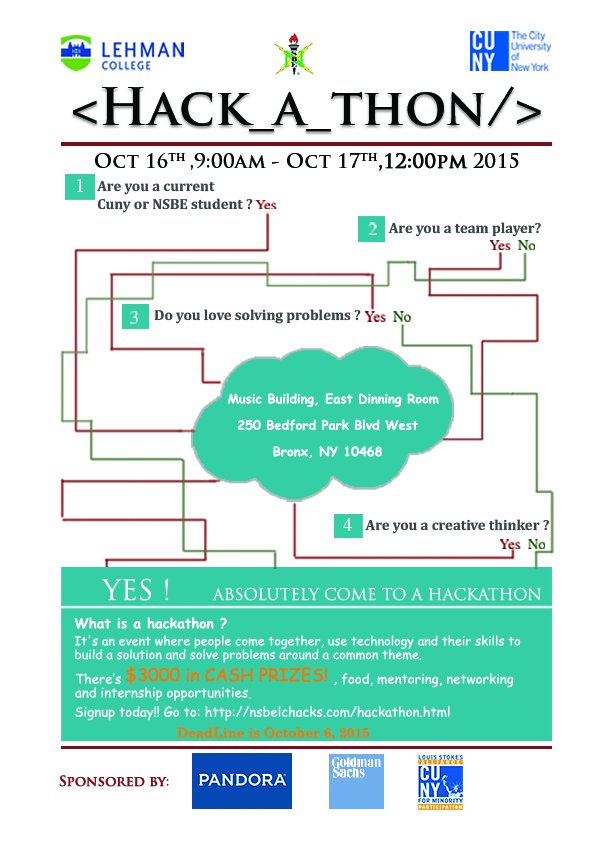 LEHMAN
COLLEGE
NSBE
CU
NY
The City
University
of
New York
<HACK_A_THON/>
OCT 16TH ,9:00AM - OCT 17TH,12:00PM 2015
1 Are you a current
Cuny or NSBE student ? Yes
2 Are you a team player?
Yes No
3 Do you love solving problems ? Yes No
Music Building, East Dinning Room
250 Bedford Park Blvd West
Bronx, NY 10468
4 Are you a creative thinker ?
Yes No
YES ! ABSOLUTELY COME TO A HACKATHON
What is a hackathon ?
It's an event where people come together, use technology and their skills to
build a solution and solve problems around a common theme.
There's $3000 in CASH PRIZES! , food, mentoring, networking
and internship opportunities.
Signup today!! Go to: http://nsbelchacks.com/hackathon.html
DeadLine is October 6, 2015
SPONSORED BY:
PANDORA
Goldman
Sachs
LOUIS STOKES
ALLIANCE
CU
NY
FOR MINORITY
PARTICIPATION